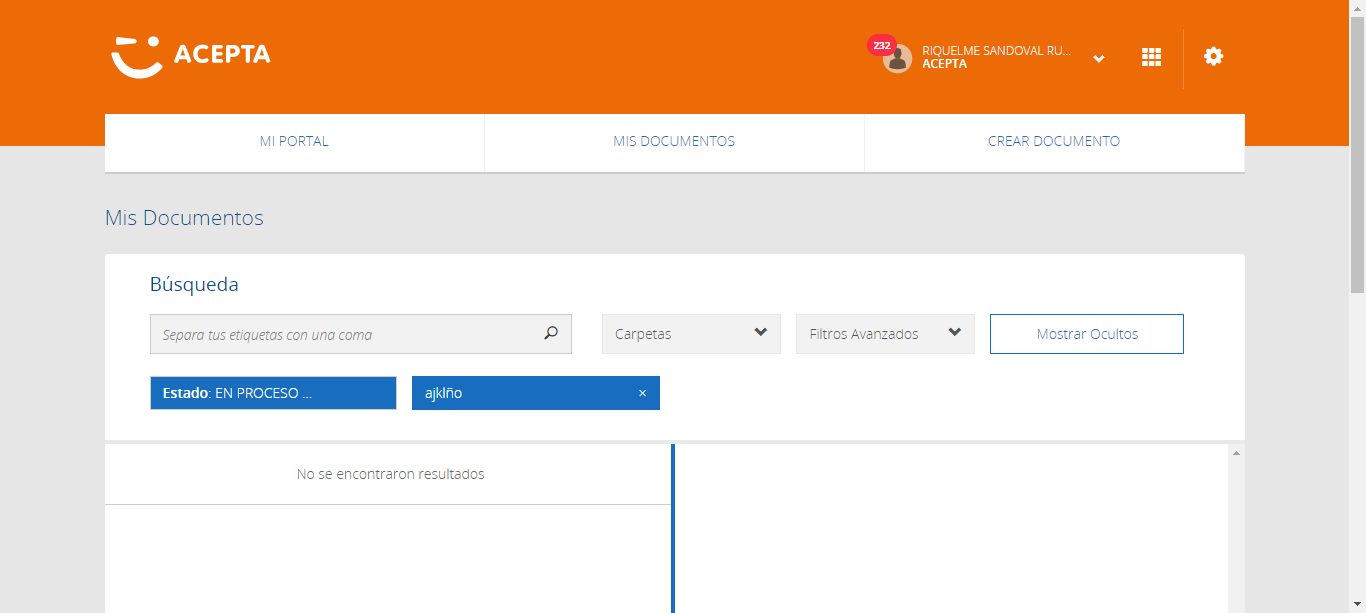 ACEPTA
232
RIQUELME SANDOVAL RU...
ACEPTA
MI PORTAL
MIS DOCUMENTOS
CREAR DOCUMENTO
Mis Documentos
Búsqueda
Separa tus etiquetas con una coma
Carpetas
Filtros Avanzados
Mostrar Ocultos
Estado: EN PROCESO ...
ajklño ×
No se encontraron resultados